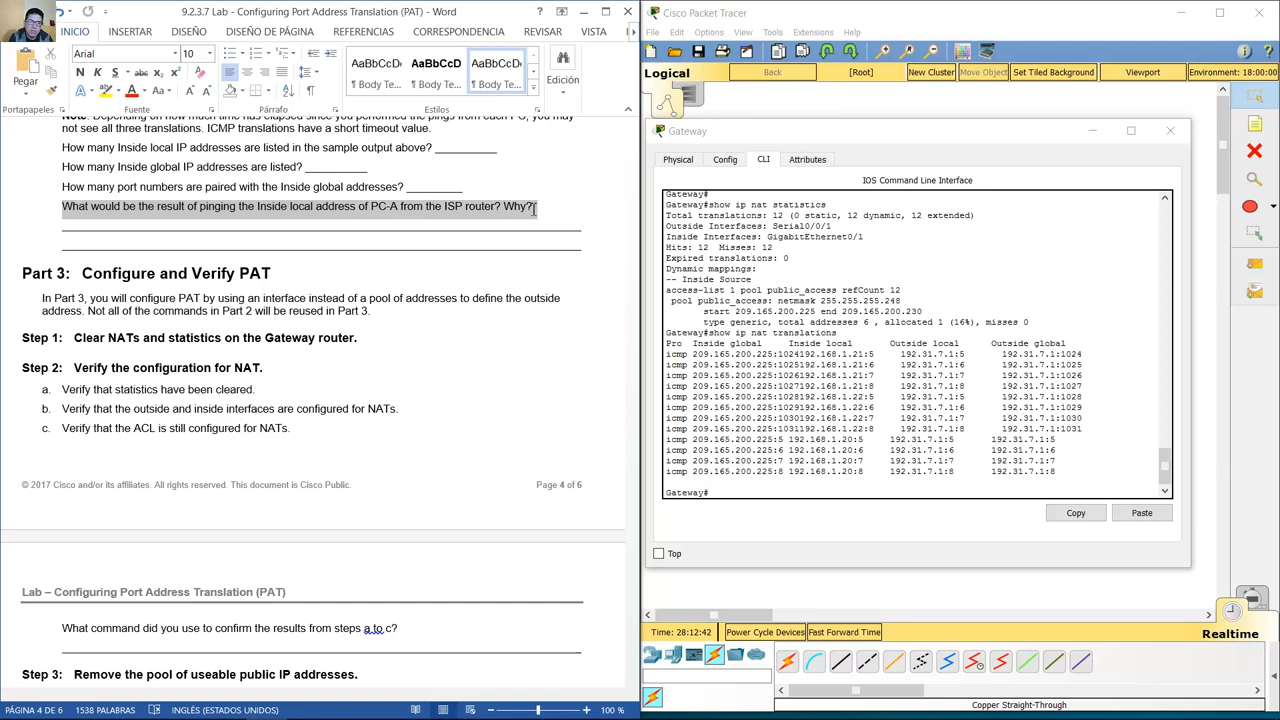 9.2.3.7 Lab - Configuring Port Address Translation (PAT) - Word
INICIO INSERTAR DISEÑO DISEÑO DE PÁGINA REFERENCIAS CORRESPONDENCIA REVISAR VISTA
Pegar
Arial 10
N K S abc x₂ x²
A A Aa A A
AaBbCcDc AaBbCcD AaBbCcDc
¶ Body Te... ¶ Body Te... ¶ Body Te...
Edición
Portapapeles Fuente Párrafo Estilos
not see all three translations. ICMP translations have a short timeout value.
How many Inside local IP addresses are listed in the sample output above? __________
How many Inside global IP addresses are listed? __________
How many port numbers are paired with the Inside global addresses? _________
What would be the result of pinging the Inside local address of PC-A from the ISP router? Why?
Part 3: Configure and Verify PAT
In Part 3, you will configure PAT by using an interface instead of a pool of addresses to define the outside
address. Not all of the commands in Part 2 will be reused in Part 3.
Step 1: Clear NATs and statistics on the Gateway router.
Step 2: Verify the configuration for NAT.
a. Verify that statistics have been cleared.
b. Verify that the outside and inside interfaces are configured for NATs.
c. Verify that the ACL is still configured for NATs.
© 2017 Cisco and/or its affiliates. All rights reserved. This document is Cisco Public. Page 4 of 6
Lab – Configuring Port Address Translation (PAT)
What command did you use to confirm the results from steps a to c?
Step 3: Remove the pool of useable public IP addresses.
PÁGINA 4 DE 6 1538 PALABRAS INGLÉS (ESTADOS UNIDOS) 100 %
Cisco Packet Tracer
File Edit Options View Tools Extensions Help
Logical Back [Root] New Cluster Move Object Set Tiled Background Viewport Environment: 18:00:00
Gateway
Physical Config CLI Attributes
IOS Command Line Interface
Gateway#
Gateway#show ip nat statistics
Total translations: 12 (0 static, 12 dynamic, 12 extended)
Outside Interfaces: Serial0/0/1
Inside Interfaces: GigabitEthernet0/1
Hits: 12 Misses: 12
Expired translations: 0
Dynamic mappings:
-- Inside Source
access-list 1 pool public_access refCount 12
pool public_access: netmask 255.255.255.248
start 209.165.200.225 end 209.165.200.230
type generic, total addresses 6 , allocated 1 (16%), misses 0
Gateway#show ip nat translations
Pro Inside global Inside local Outside local Outside global
icmp 209.165.200.225:1024192.168.1.21:5 192.31.7.1:5 192.31.7.1:1024
icmp 209.165.200.225:1025192.168.1.21:6 192.31.7.1:6 192.31.7.1:1025
icmp 209.165.200.225:1026192.168.1.21:7 192.31.7.1:7 192.31.7.1:1026
icmp 209.165.200.225:1027192.168.1.21:8 192.31.7.1:8 192.31.7.1:1027
icmp 209.165.200.225:1028192.168.1.22:5 192.31.7.1:5 192.31.7.1:1028
icmp 209.165.200.225:1029192.168.1.22:6 192.31.7.1:6 192.31.7.1:1029
icmp 209.165.200.225:1030192.168.1.22:7 192.31.7.1:7 192.31.7.1:1030
icmp 209.165.200.225:1031192.168.1.22:8 192.31.7.1:8 192.31.7.1:1031
icmp 209.165.200.225:5 192.168.1.20:5 192.31.7.1:5 192.31.7.1:5
icmp 209.165.200.225:6 192.168.1.20:6 192.31.7.1:6 192.31.7.1:6
icmp 209.165.200.225:7 192.168.1.20:7 192.31.7.1:7 192.31.7.1:7
icmp 209.165.200.225:8 192.168.1.20:8 192.31.7.1:8 192.31.7.1:8
Gateway#
Copy Paste
Top
Time: 28:12:42 Power Cycle Devices Fast Forward Time Realtime
Copper Straight-Through